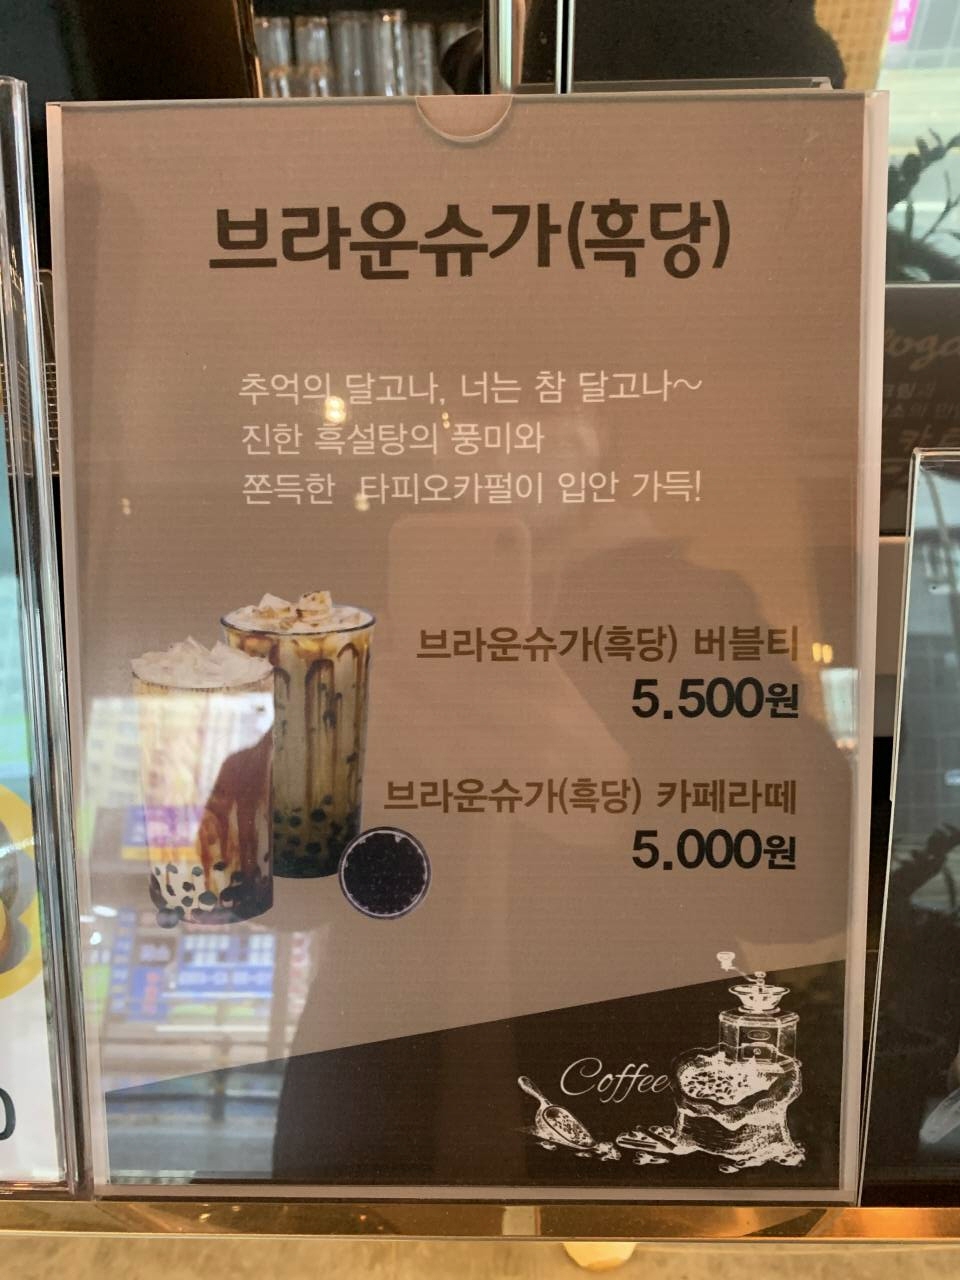 브라운슈가(흑당)
추억의 달고나, 너는 참 달고나~
진한 흑설탕의 풍미와
쫀득한 타피오카펄이 입안 가득!
브라운슈가(흑당) 버블티
5.500원
브라운슈가(흑당) 카페라떼
5.000원
Coffee